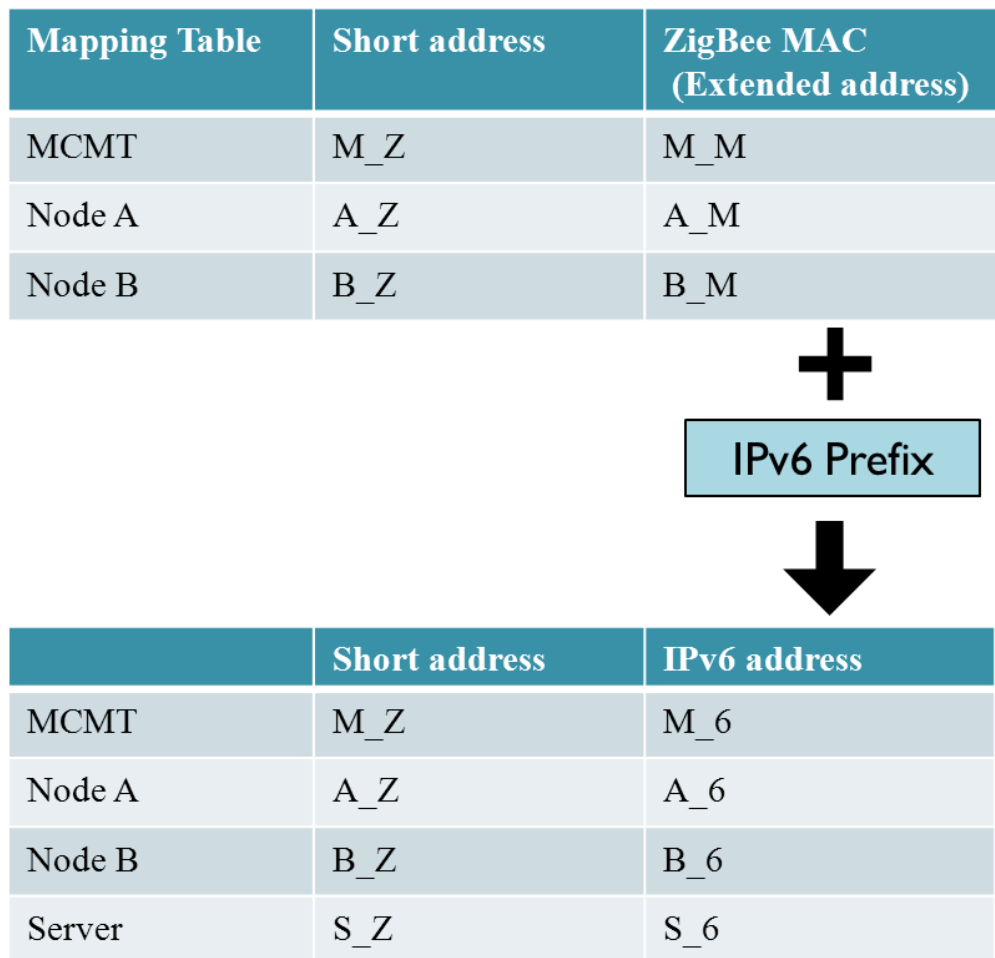 Mapping Table Short address ZigBee MAC
(Extended address)
MCMT M_Z M_M
Node A A_Z A_M
Node B B_Z B_M
IPv6 Prefix
Short address IPv6 address
MCMT M_Z M_6
Node A A_Z A_6
Node B B_Z B_6
Server S_Z S_6